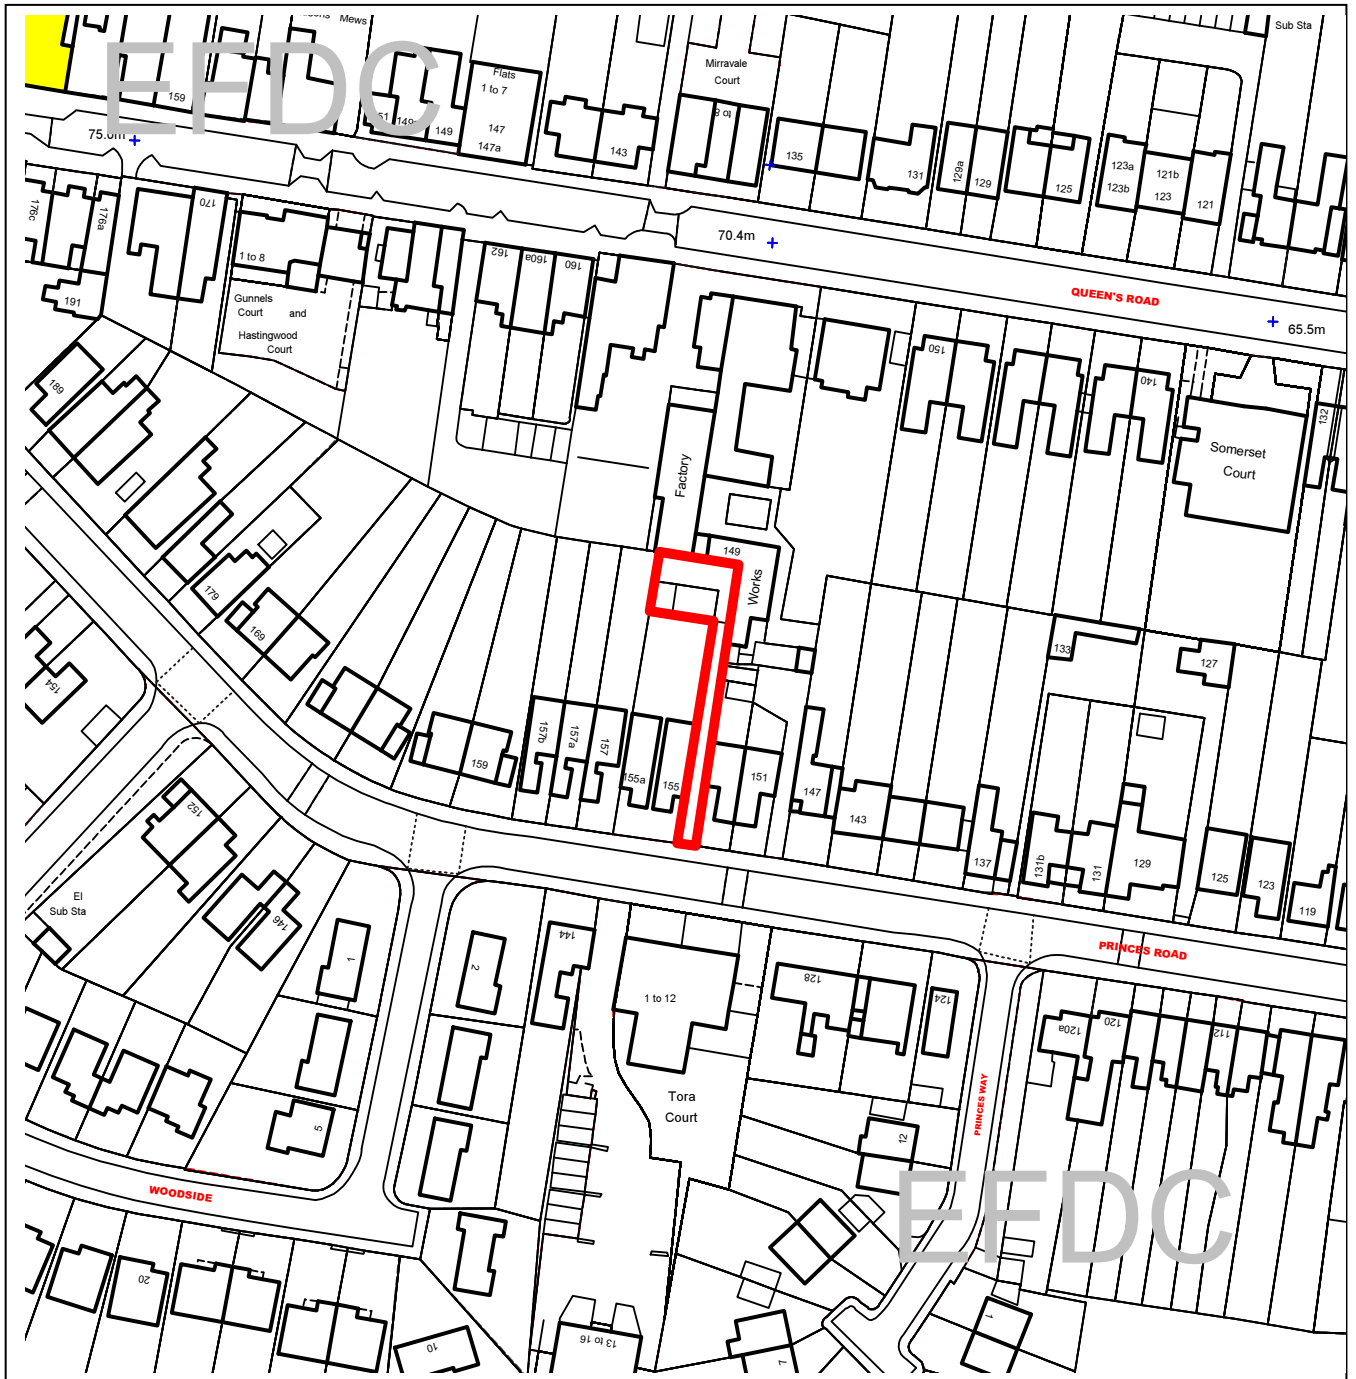 Mews
Sub Sta
EFDC
159
Flats
1 to 7
147
147a
149
Mirravale
Court
to 8
75.0m
143
135
131
129a
129
125
123a
123b
121b
123
121
176c
176a
170
1 to 8
191
Gunnels
Court and
Hastingwood
Court
162
160a
160
70.4m
QUEEN'S ROAD
65.5m
150
140
132
Somerset
Court
Factory
189
179
169
149
Works
133
127
154
157b
157a
157
155a
155
151
159
147
143
137
131b
131
129
125
123
119
152
146
El
Sub Sta
1
2
144
1 to 12
128
124
PRINCES ROAD
120a
120
112
PRINCES WAY
Tora
Court
5
12
EFDC
WOODSIDE
20
10
13 to 16
7
1